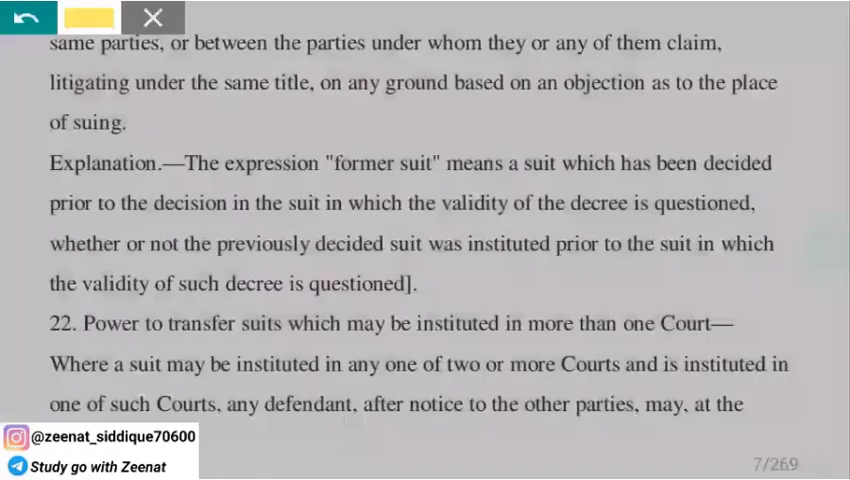 same parties, or between the parties under whom they or any of them claim,
litigating under the same title, on any ground based on an objection as to the place
of suing.
Explanation.—The expression "former suit" means a suit which has been decided
prior to the decision in the suit in which the validity of the decree is questioned,
whether or not the previously decided suit was instituted prior to the suit in which
the validity of such decree is questioned].
22. Power to transfer suits which may be instituted in more than one Court—
Where a suit may be instituted in any one of two or more Courts and is instituted in
one of such Courts, any defendant, after notice to the other parties, may, at the
@zeenat_siddique70600
Study go with Zeenat
7/269